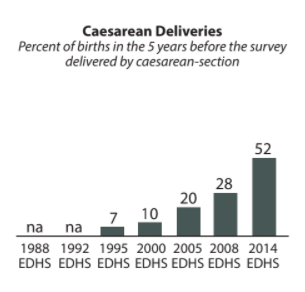 Caesarean Deliveries
Percent of births in the 5 years before the survey
delivered by caesarean-section
52
28
20
10
7
na na
1988 1992 1995 2000 2005 2008 2014
EDHS EDHS EDHS EDHS EDHS EDHS EDHS